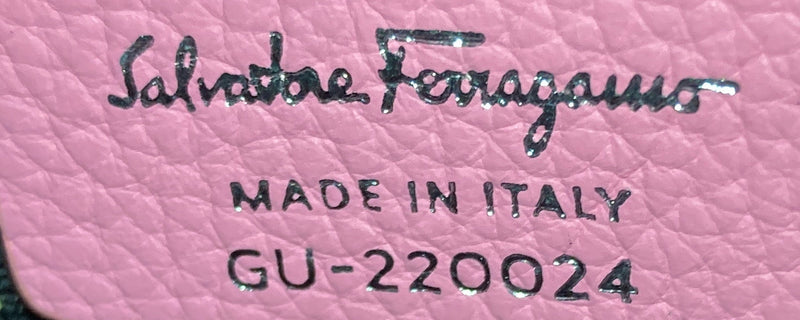 Salvatore Ferragamo
MADE IN ITALY
GU-220024